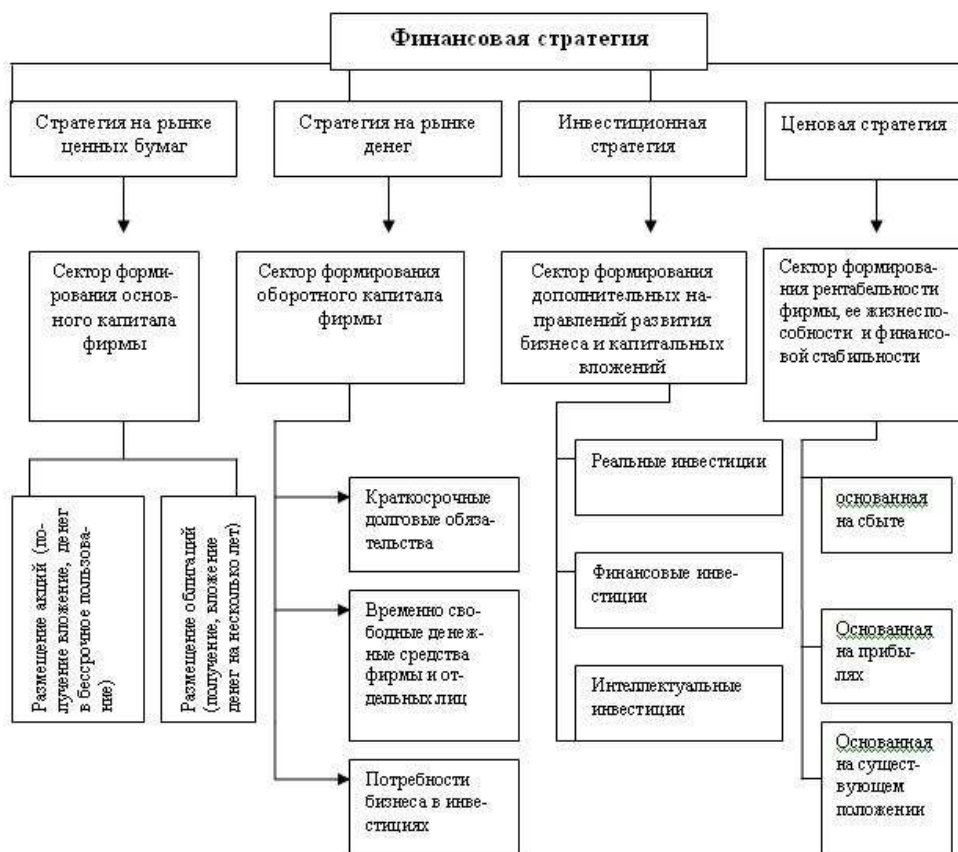 Финансовая стратегия
Стратегия на рынке
ценных бумаг
Стратегия на рынке
денег
Инвестиционная
стратегия
Ценовая стратегия
Сектор форми-
рования основ-
ного капитала
фирмы
Сектор формирования
оборотного капитала
фирмы
Сектор формирования
дополнительных на-
правлений развития
бизнеса и капитальных
вложений
Сектор формирова-
ния рентабельности
фирмы, ее жизнеспо-
собности и финансо-
вой стабильности
Размещение акций (по-
лучение вложение, денег
в бессрочное пользова-
ние)
Размещение облигаций
(получение, вложение
денег на несколько лет)
Краткосрочные
долговые обяза-
тельства
Временно сво-
бодные денеж-
ные средства
фирмы и от-
дельных лиц
Потребности
бизнеса в инве-
стициях
Реальные инвестиции
Финансовые инве-
стиции
Интеллектуальные
инвестиции
основанная
на сбыте
Основанная
на прибы-
лях
Основанная
на сущест-
вующем
положении